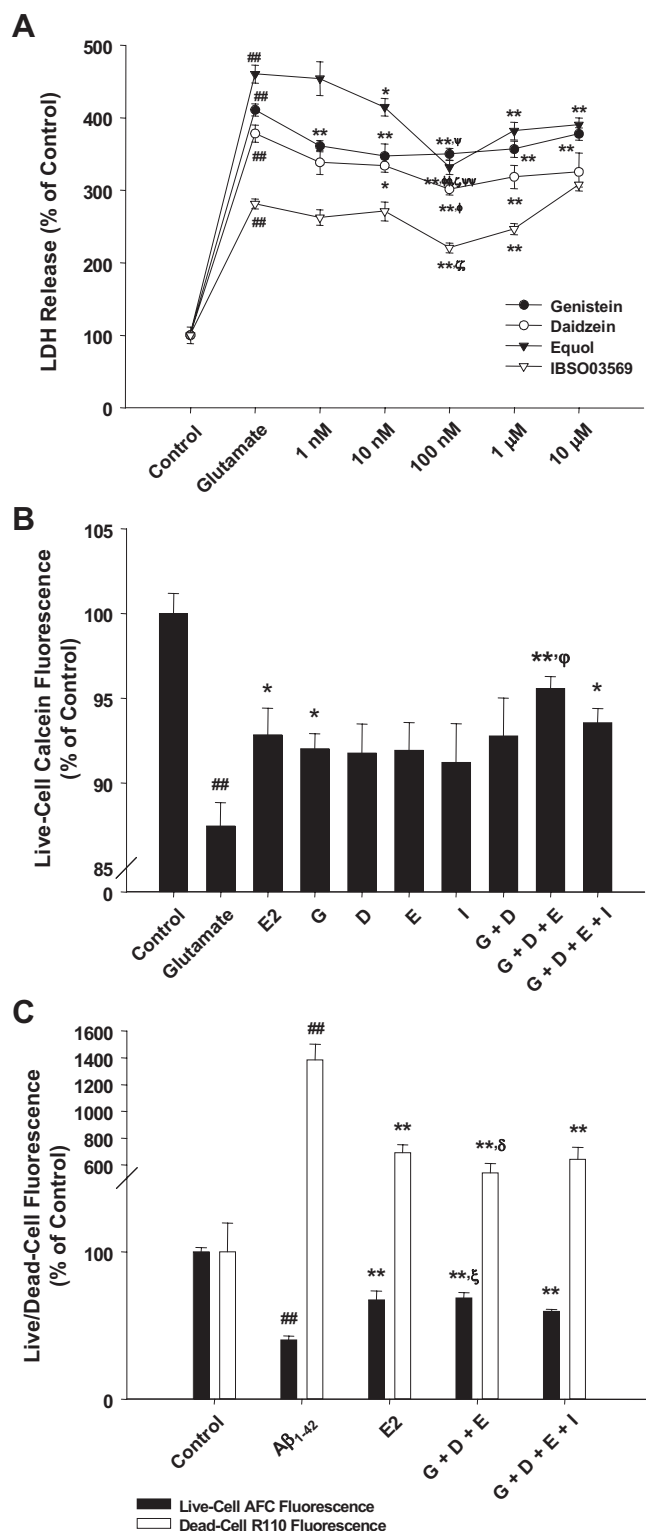 A
LDH Release (% of Control)
500
400
300
200
100
0
##
##
##
##
**
*
**
*
**,ψ
**,ϕ
**,ζ
**
**
**
**
**
**
Genistein
Daidzein
Equol
IBSO03569
Control
Glutamate
1 nM
10 nM
100 nM
1 µM
10 µM
B
Live-Cell Calcein Fluorescence
(% of Control)
105
100
95
90
85
0
##
*
*
**,φ
*
Control
Glutamate
E2
G
D
E
I
G + D
G + D + E
G + D + E + I
C
Live/Dead-Cell Fluorescence
(% of Control)
1600
1400
1200
1000
800
600
100
0
##
##
**
**
**,ξ
**,δ
**
**
Control
Aβ1-42
E2
G + D + E
G + D + E + I
Live-Cell AFC Fluorescence
Dead-Cell R110 Fluorescence